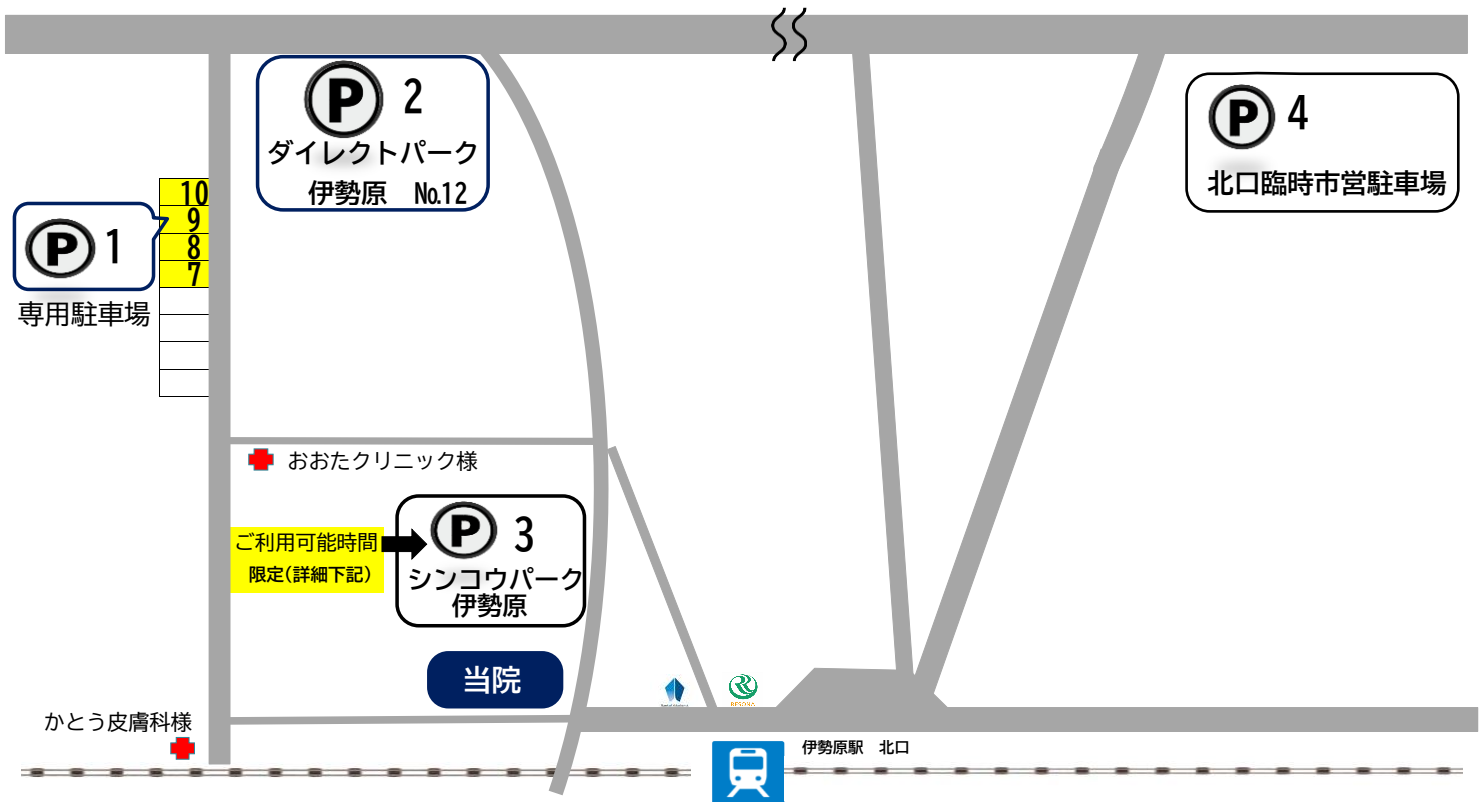 P 2
ダイレクトパーク
伊勢原 No.12
P 4
北口臨時市営駐車場
10
9
8
7
P 1
専用駐車場
おおたクリニック様
ご利用可能時間
限定(詳細下記)
P 3
シンコウパーク
伊勢原
当院
RESONA
かとう皮膚科様
伊勢原駅 北口